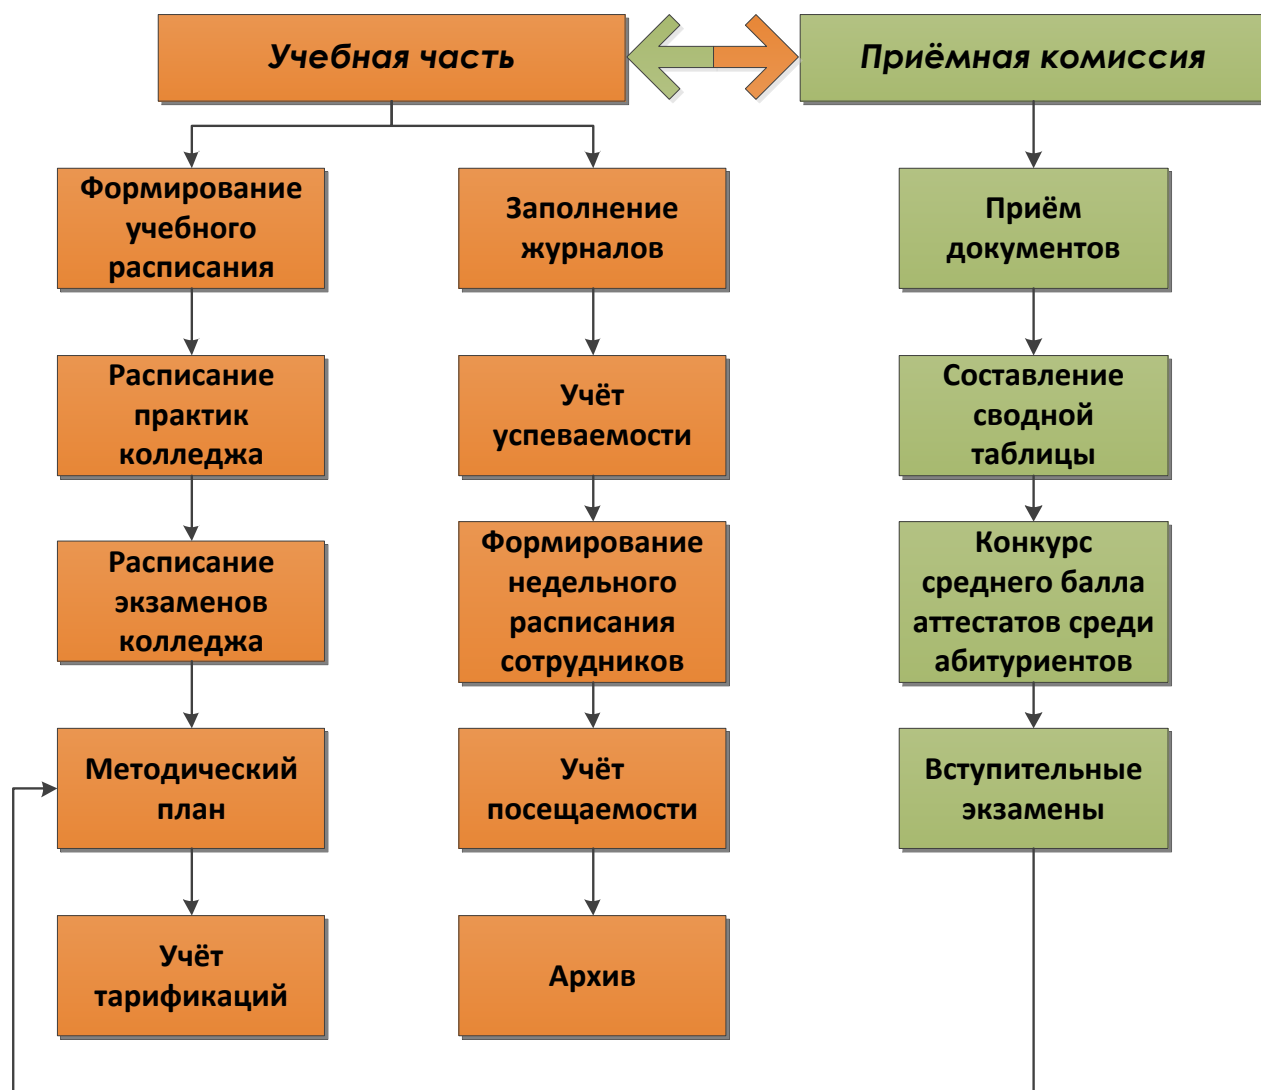 Учебная часть
Приёмная комиссия
Формирование
учебного
расписания
Заполнение
журналов
Приём
документов
Расписание
практик
колледжа
Учёт
успеваемости
Составление
сводной
таблицы
Расписание
экзаменов
колледжа
Формирование
недельного
расписания
сотрудников
Конкурс
среднего балла
аттестатов среди
абитуриентов
Методический
план
Учёт
посещаемости
Вступительные
экзамены
Учёт
тарификаций
Архив